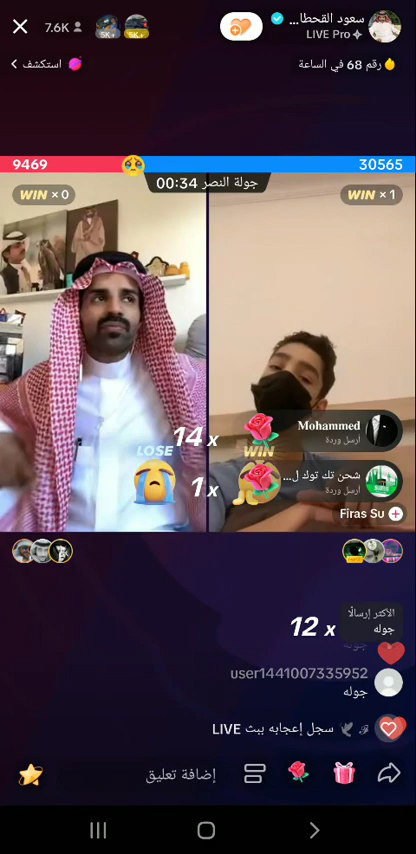 سعود القحطا...
LIVE Pro
7.6K
5K+
5K+
رقم 68 في الساعة
استكشف
9469
30565
جولة النصر 00:34
WIN × 0
WIN × 1
14 x
Mohammed
أرسل وردة
LOSE
WIN
1 x
شحن تك توك ل...
أرسل وردة
Firas Su
الأكثر إرسالًا
جوله
12 x
جوله
user1441007335952
جوله
سجل إعجابه ببث LIVE
إضافة تعليق